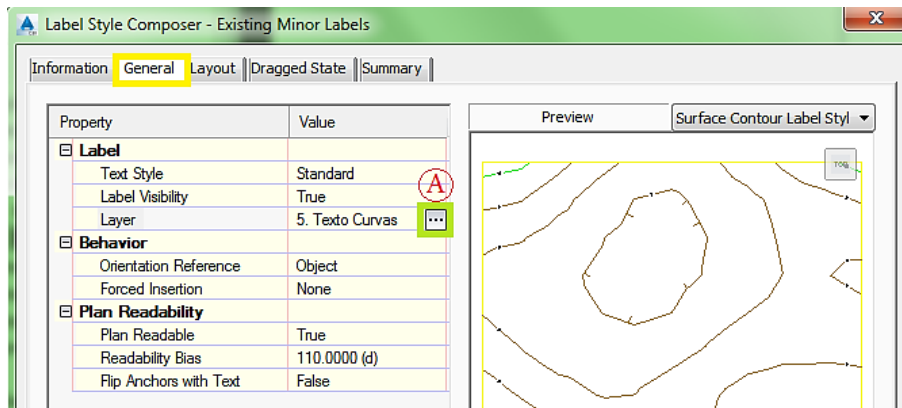 Label Style Composer - Existing Minor Labels
Information General Layout Dragged State Summary
Property Value
Label
Text Style Standard
Label Visibility True
Layer 5. Texto Curvas ...
A
Behavior
Orientation Reference Object
Forced Insertion None
Plan Readability
Plan Readable True
Readability Bias 110.0000 (d)
Flip Anchors with Text False
Preview Surface Contour Label Styl
TOP